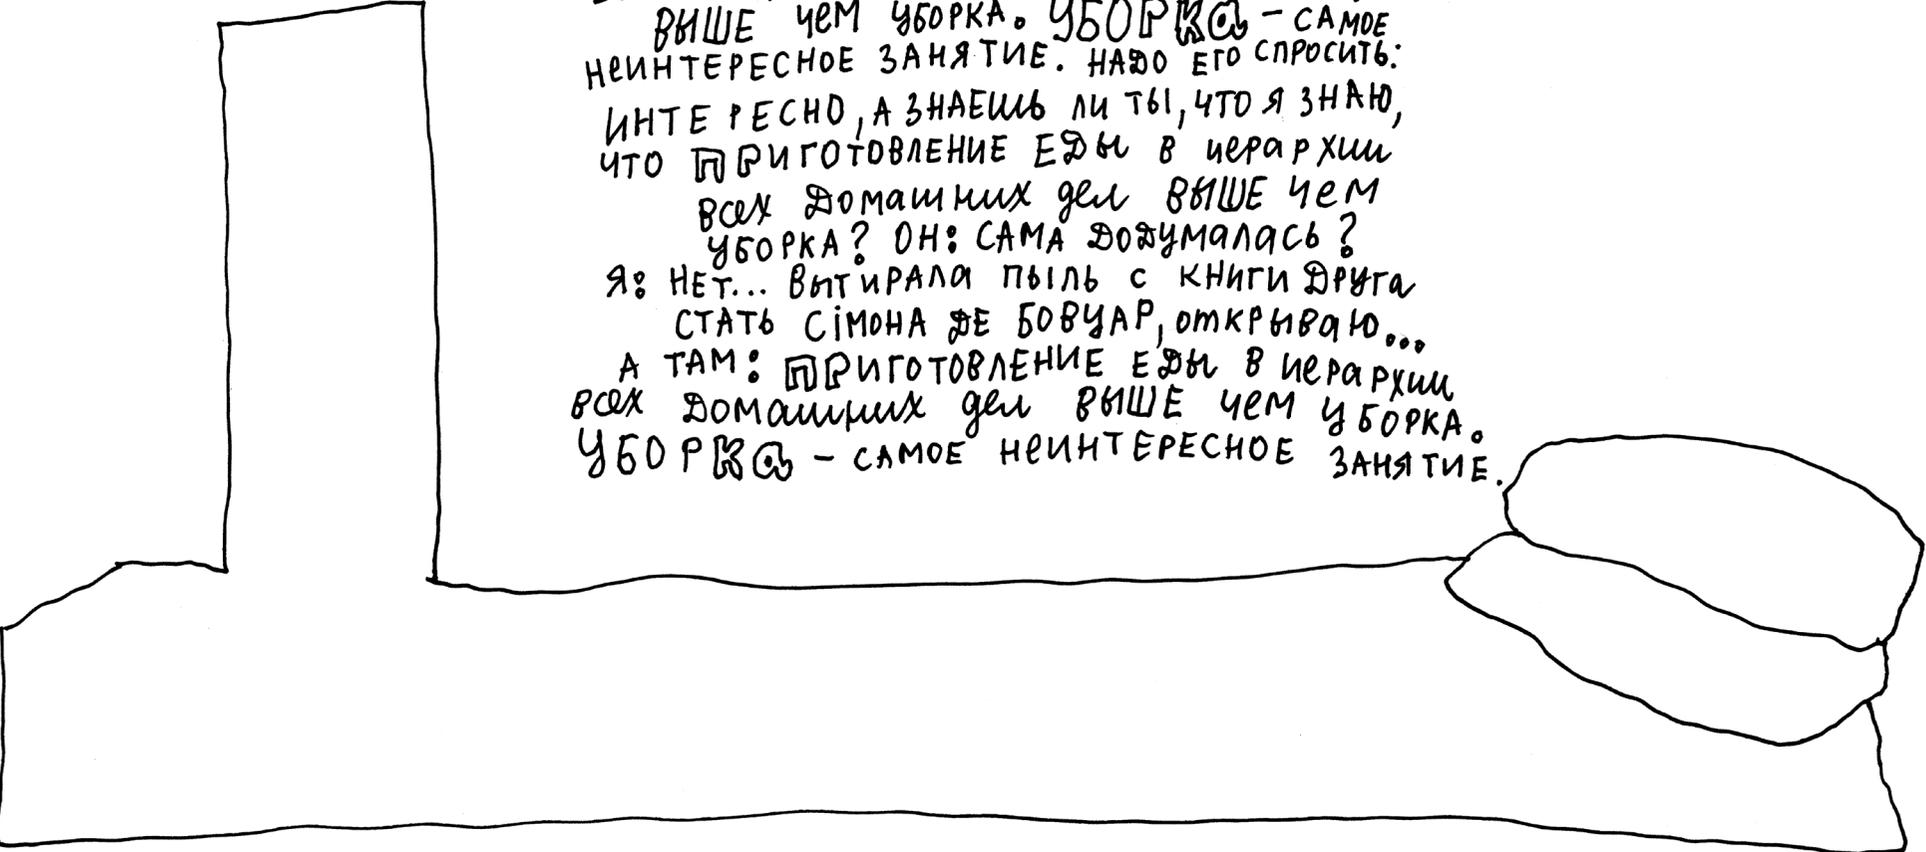 ВЫШЕ ЧЕМ УБОРКА. УБОРКА – САМОЕ
НЕИНТЕРЕСНОЕ ЗАНЯТИЕ. НАДО ЕГО СПРОСИТЬ:
ИНТЕРЕСНО, А ЗНАЕШЬ ЛИ ТЫ, ЧТО Я ЗНАЮ,
ЧТО ПРИГОТОВЛЕНИЕ ЕДЫ В иерархии
всех Домашних дел ВЫШЕ чем
УБОРКА? ОН: САМА ДОДУМАЛАСЬ?
Я: НЕТ... ВЫТИРАЛА ПЫЛЬ С КНИГИ ДРУГА
СТАТЬ СіМОНА ДЕ БОВУАР, ОТКРЫВАЮ...
А ТАМ: ПРИГОТОВЛЕНИЕ ЕДЫ В иерархии
всех Домашних дел ВЫШЕ чем УБОРКА.
УБОРКА – САМОЕ НЕИНТЕРЕСНОЕ ЗАНЯТИЕ.